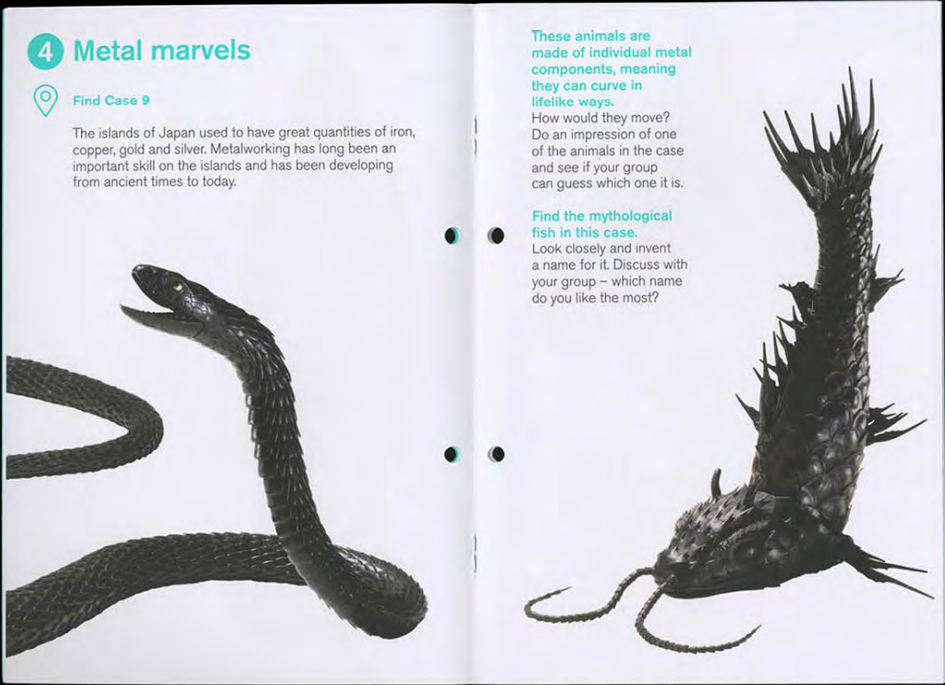 4 Metal marvels
Find Case 9
The islands of Japan used to have great quantities of iron,
copper, gold and silver. Metalworking has long been an
important skill on the islands and has been developing
from ancient times to today.
These animals are
made of individual metal
components, meaning
they can curve in
lifelike ways.
How would they move?
Do an impression of one
of the animals in the case
and see if your group
can guess which one it is.
Find the mythological
fish in this case.
Look closely and invent
a name for it. Discuss with
your group – which name
do you like the most?